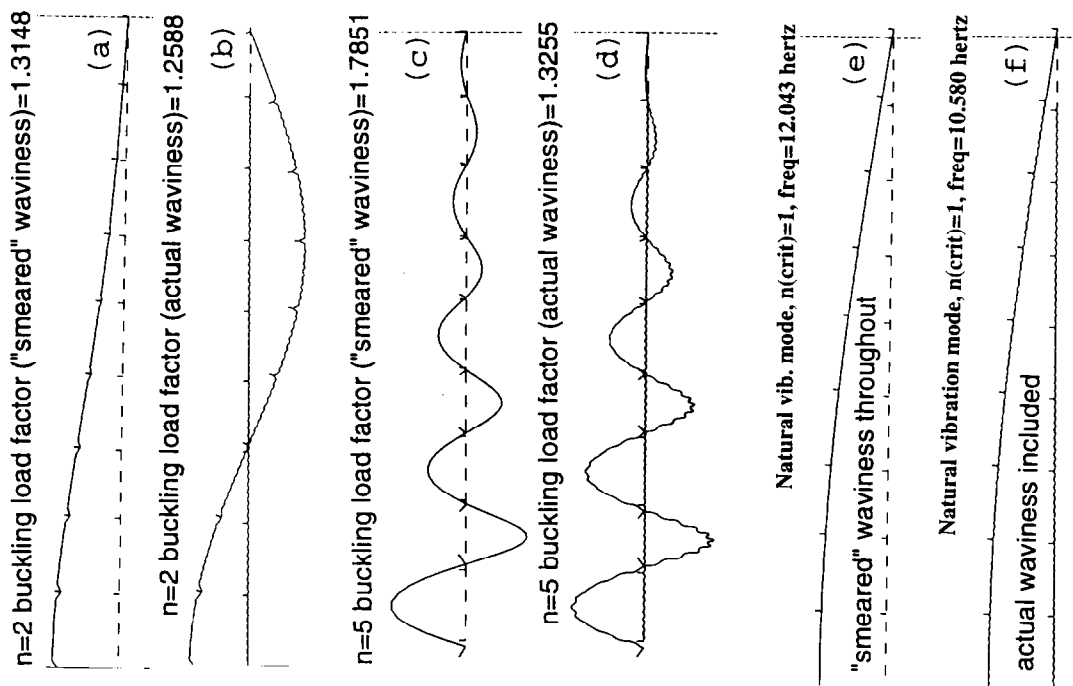 n=2 buckling load factor ("smeared" waviness)=1.3148
(a)
n=2 buckling load factor (actual waviness)=1.2588
(b)
n=5 buckling load factor ("smeared" waviness)=1.7851
(c)
n=5 buckling load factor (actual waviness)=1.3255
(d)
Natural vib. mode, n(crit)=1, freq=12.043 hertz
(e)
"smeared" waviness throughout
Natural vibration mode, n(crit)=1, freq=10.580 hertz
(f)
actual waviness included